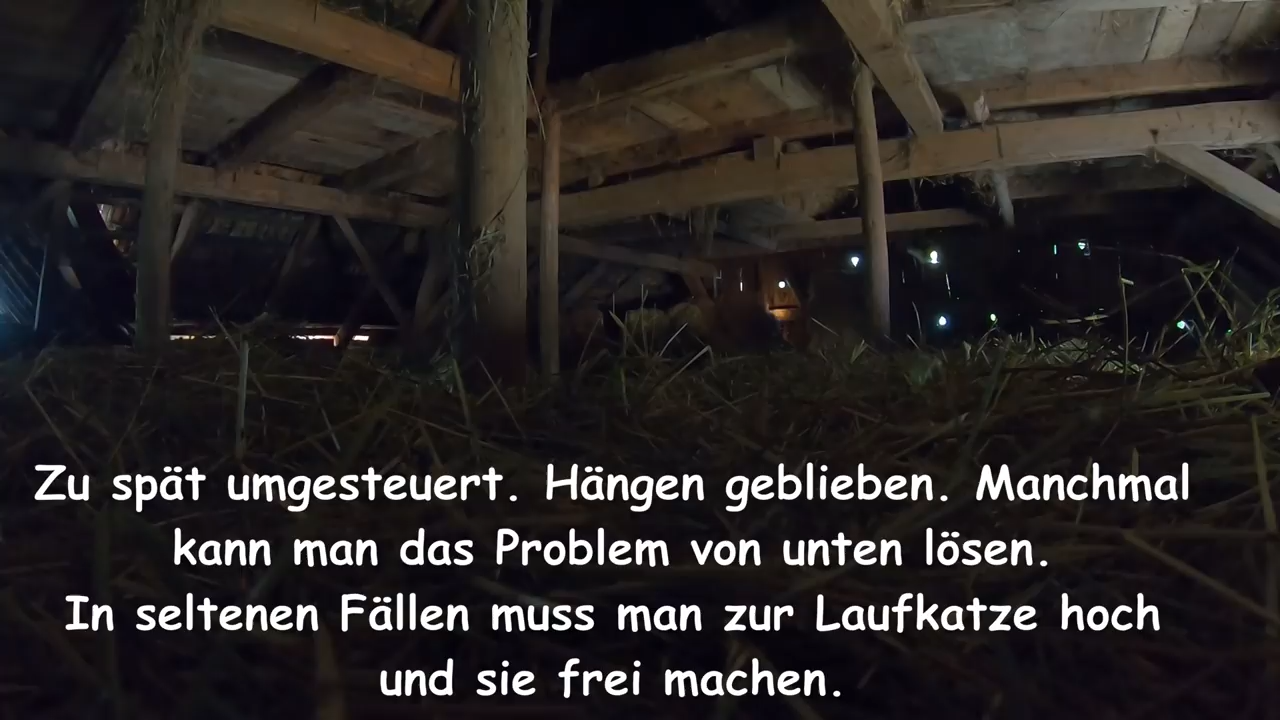 Zu spät umgesteuert. Hängen geblieben. Manchmal
kann man das Problem von unten lösen.
In seltenen Fällen muss man zur Laufkatze hoch
und sie frei machen.